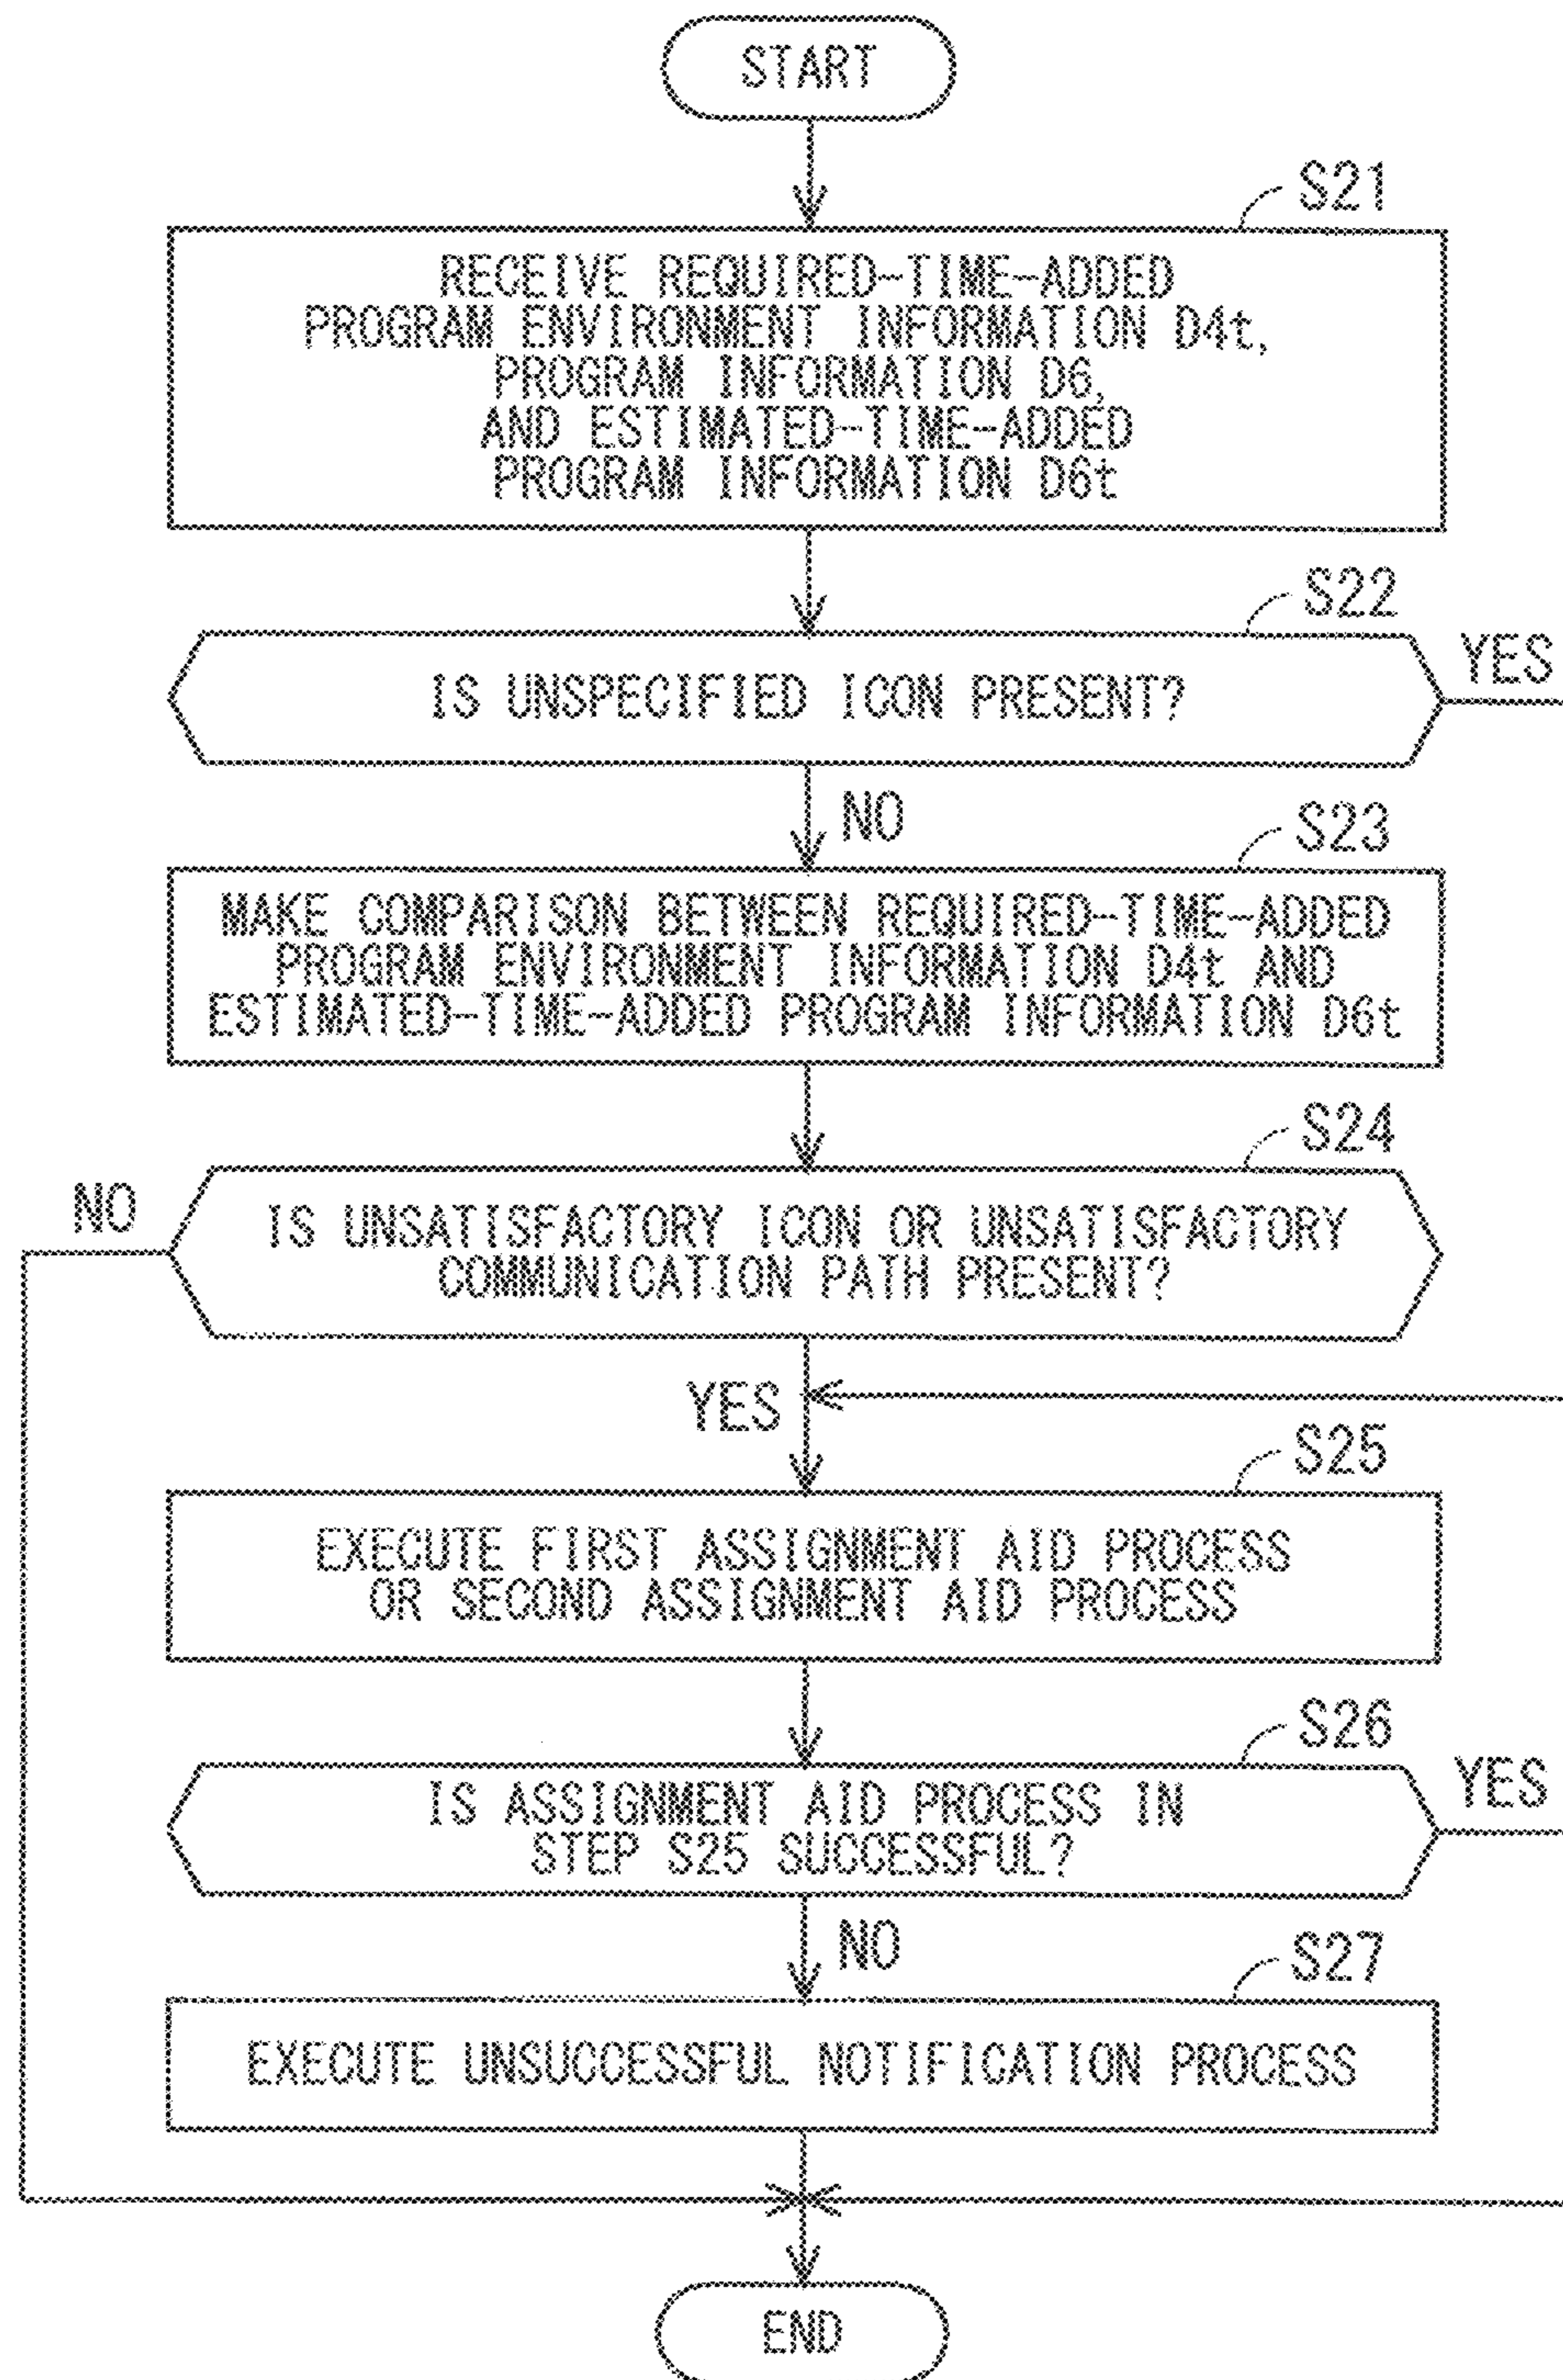 START
S21
RECEIVE REQUIRED-TIME-ADDED
PROGRAM ENVIRONMENT INFORMATION D4t,
PROGRAM INFORMATION D6,
AND ESTIMATED-TIME-ADDED
PROGRAM INFORMATION D6t
S22
IS UNSPECIFIED ICON PRESENT?
YES
NO
S23
MAKE COMPARISON BETWEEN REQUIRED-TIME-ADDED
PROGRAM ENVIRONMENT INFORMATION D4t AND
ESTIMATED-TIME-ADDED PROGRAM INFORMATION D6t
S24
NO
IS UNSATISFACTORY ICON OR UNSATISFACTORY
COMMUNICATION PATH PRESENT?
YES
S25
EXECUTE FIRST ASSIGNMENT AID PROCESS
OR SECOND ASSIGNMENT AID PROCESS
S26
IS ASSIGNMENT AID PROCESS IN
STEP S25 SUCCESSFUL?
YES
NO
S27
EXECUTE UNSUCCESSFUL NOTIFICATION PROCESS
END